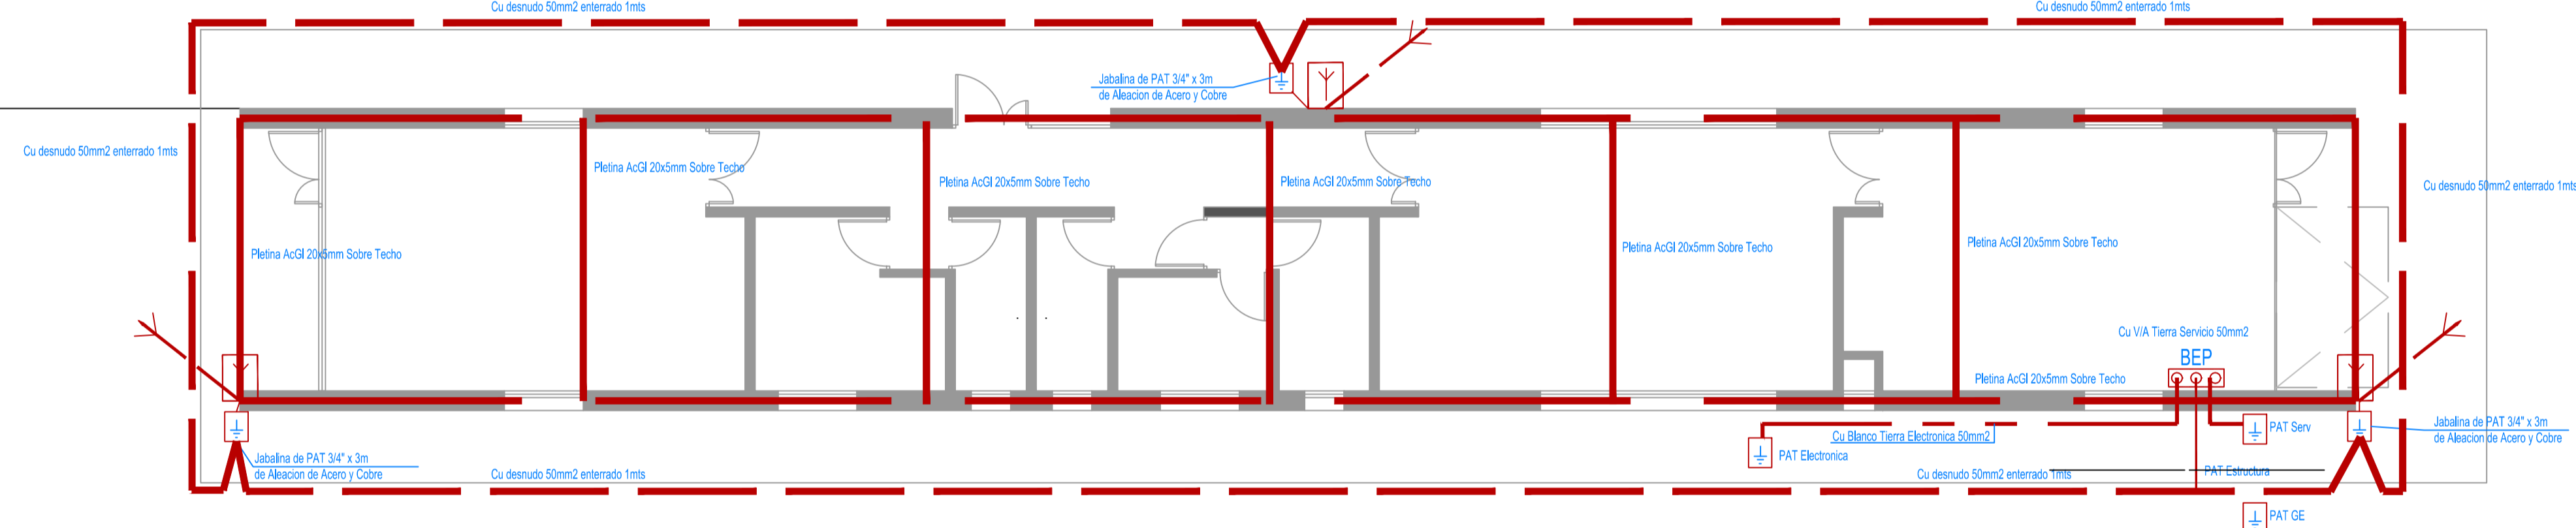 Cu desnudo 50mm2 enterrado 1mts
Cu desnudo 50mm2 enterrado 1mts
Jabalina de PAT 3/4" x 3m
de Aleacion de Acero y Cobre
Cu desnudo 50mm2 enterrado 1mts
Pletina AcGl 20x5mm Sobre Techo
Pletina AcGl 20x5mm Sobre Techo
Pletina AcGl 20x5mm Sobre Techo
Cu desnudo 50mm2 enterrado 1mts
Pletina AcGl 20x5mm Sobre Techo
Pletina AcGl 20x5mm Sobre Techo
Pletina AcGl 20x5mm Sobre Techo
Cu V/A Tierra Servicio 50mm2
BEP
Pletina AcGl 20x5mm Sobre Techo
Cu Blanco Tierra Electronica 50mm2
PAT Serv
Jabalina de PAT 3/4" x 3m
de Aleacion de Acero y Cobre
PAT Electronica
Jabalina de PAT 3/4" x 3m
de Aleacion de Acero y Cobre
Cu desnudo 50mm2 enterrado 1mts
Cu desnudo 50mm2 enterrado 1mts
PAT Estructura
PAT GE